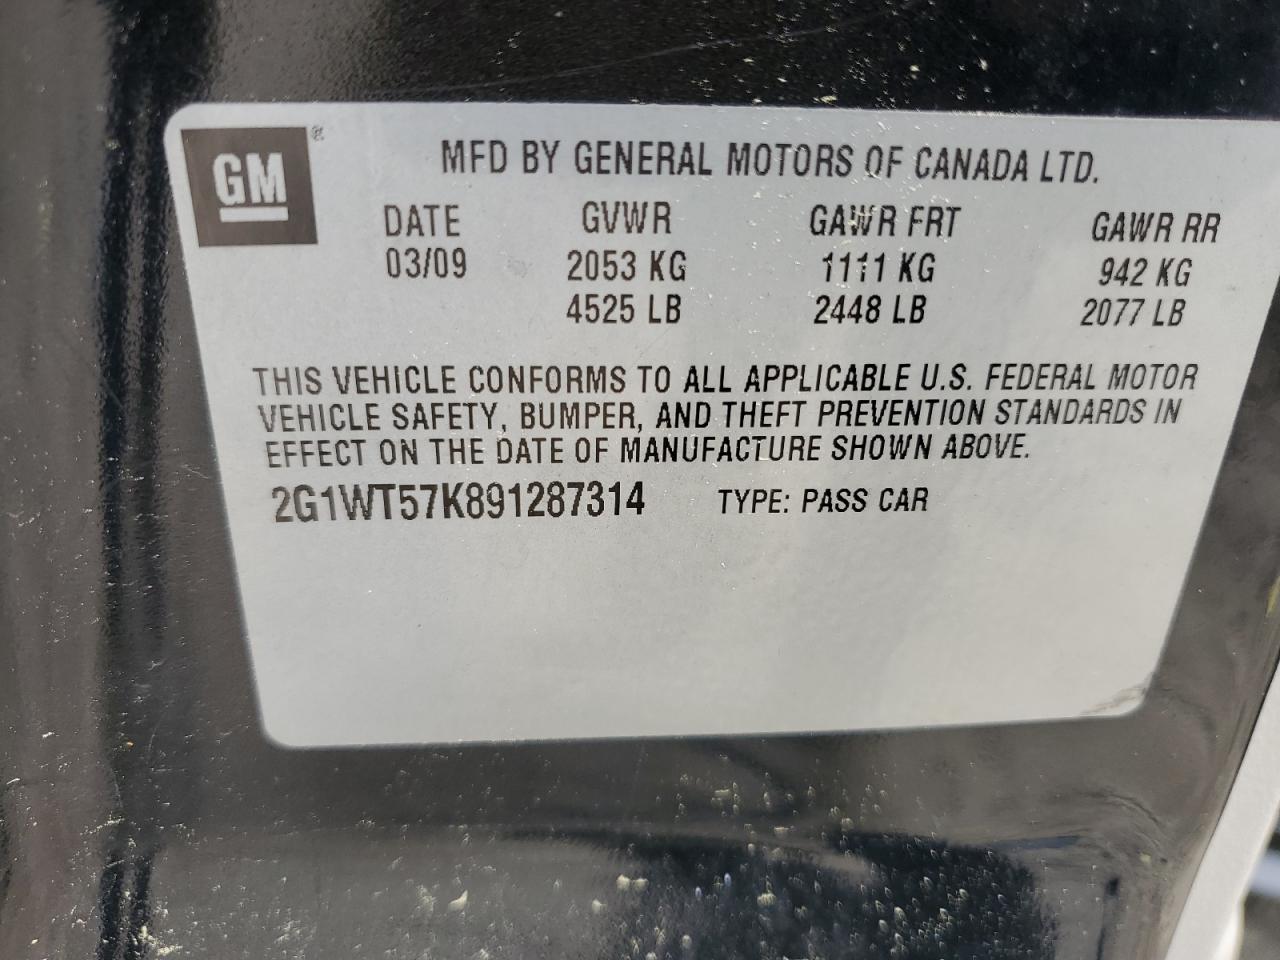 GM ®
MFD BY GENERAL MOTORS OF CANADA LTD.
DATE GVWR GAWR FRT GAWR RR
03/09 2053 KG 1111 KG 942 KG
4525 LB 2448 LB 2077 LB
THIS VEHICLE CONFORMS TO ALL APPLICABLE U.S. FEDERAL MOTOR
VEHICLE SAFETY, BUMPER, AND THEFT PREVENTION STANDARDS IN
EFFECT ON THE DATE OF MANUFACTURE SHOWN ABOVE.
2G1WT57K891287314 TYPE: PASS CAR